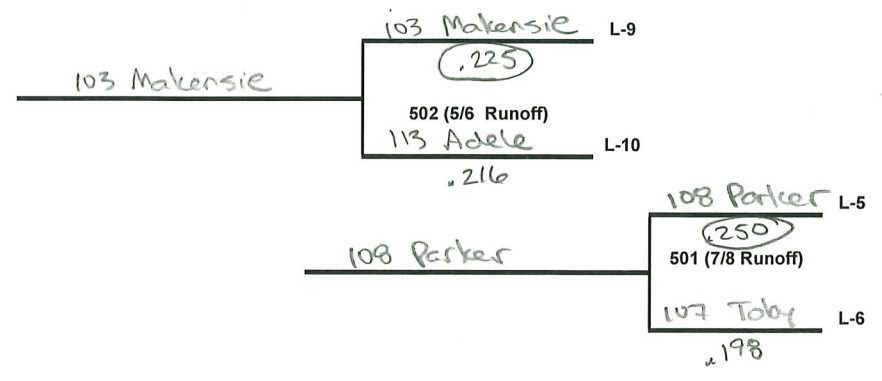 103 Makensie L-9
.225
103 Makensie
502 (5/6 Runoff)
113 Adele L-10
.216
108 Parker L-5
.250
108 Parker
501 (7/8 Runoff)
107 Toby L-6
.198